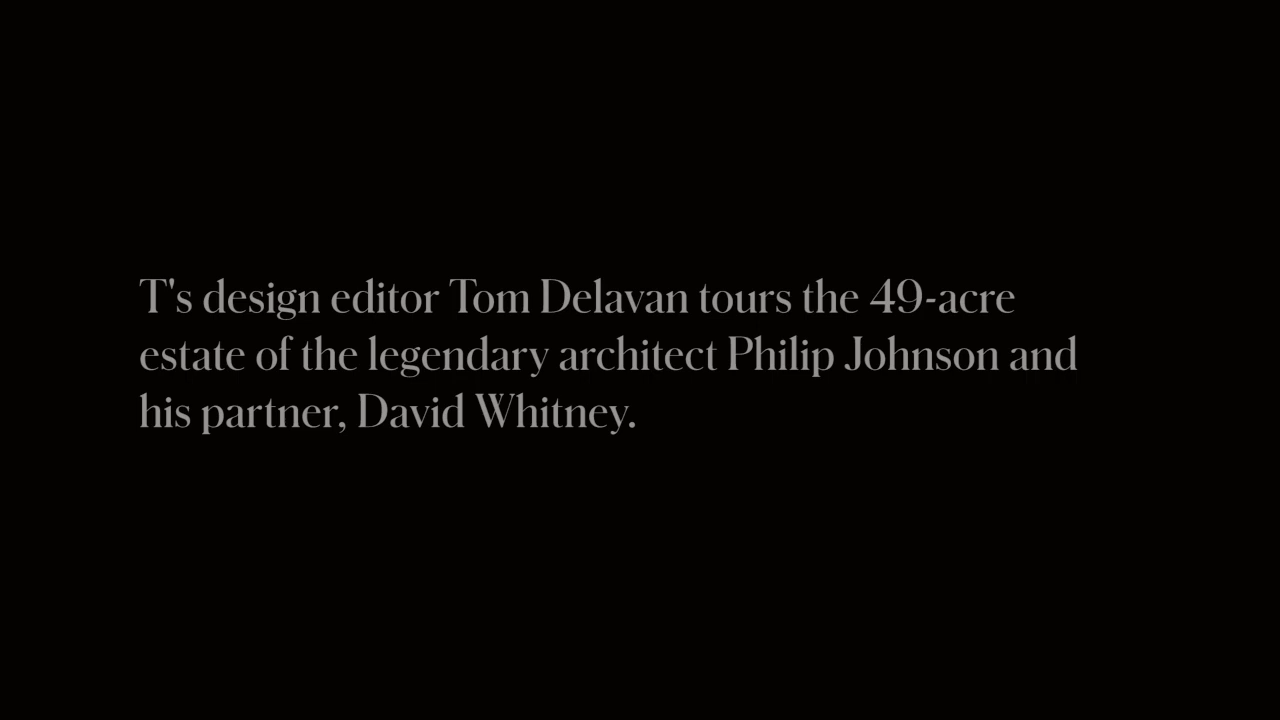 T's design editor Tom Delavan tours the 49-acre
estate of the legendary architect Philip Johnson and
his partner, David Whitney.